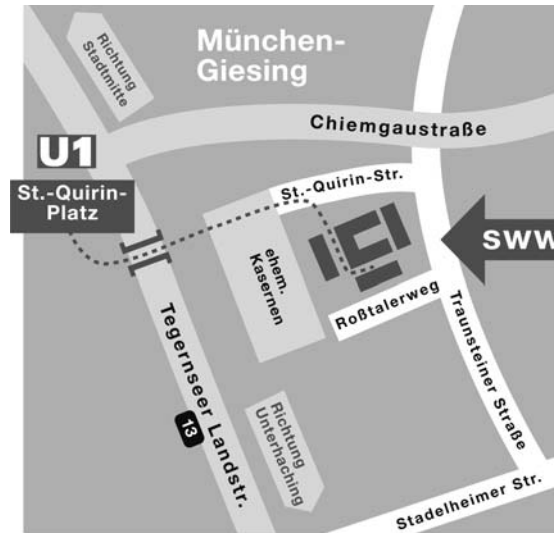 Richtung
Stadtmitte
München-
Giesing
Chiemgaustraße
U1
St.-Quirin-
Platz
St.-Quirin-Str.
ehem.
Kasernen
SWW
Roßtalerweg
Tegernseer Landstr.
13
Traunsteiner Straße
Richtung
Unterhaching
Stadelheimer Str.